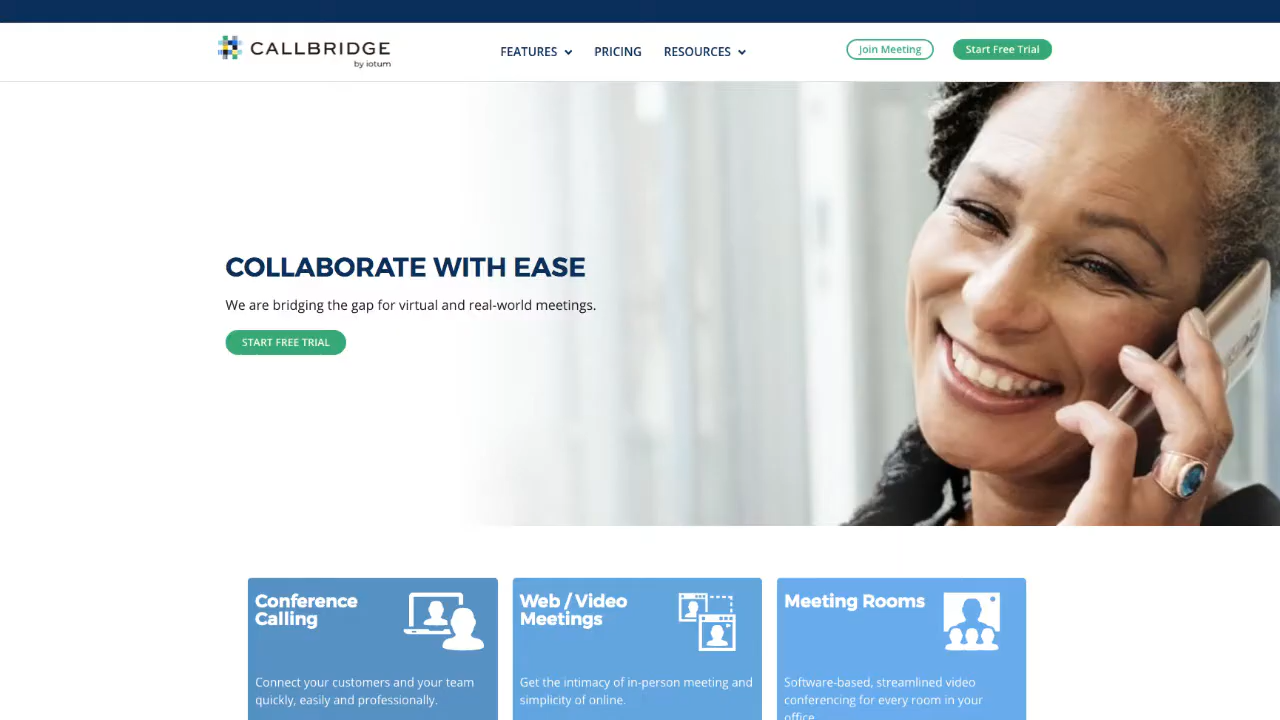 CALLBRIDGE
by iotum
FEATURES
PRICING
RESOURCES
Join Meeting
Start Free Trial
COLLABORATE WITH EASE
We are bridging the gap for virtual and real-world meetings.
START FREE TRIAL
Conference
Calling
Connect your customers and your team
quickly, easily and professionally.
Web / Video
Meetings
Get the intimacy of in-person meeting and
simplicity of online.
Meeting Rooms
Software-based, streamlined video
conferencing for every room in your
office.